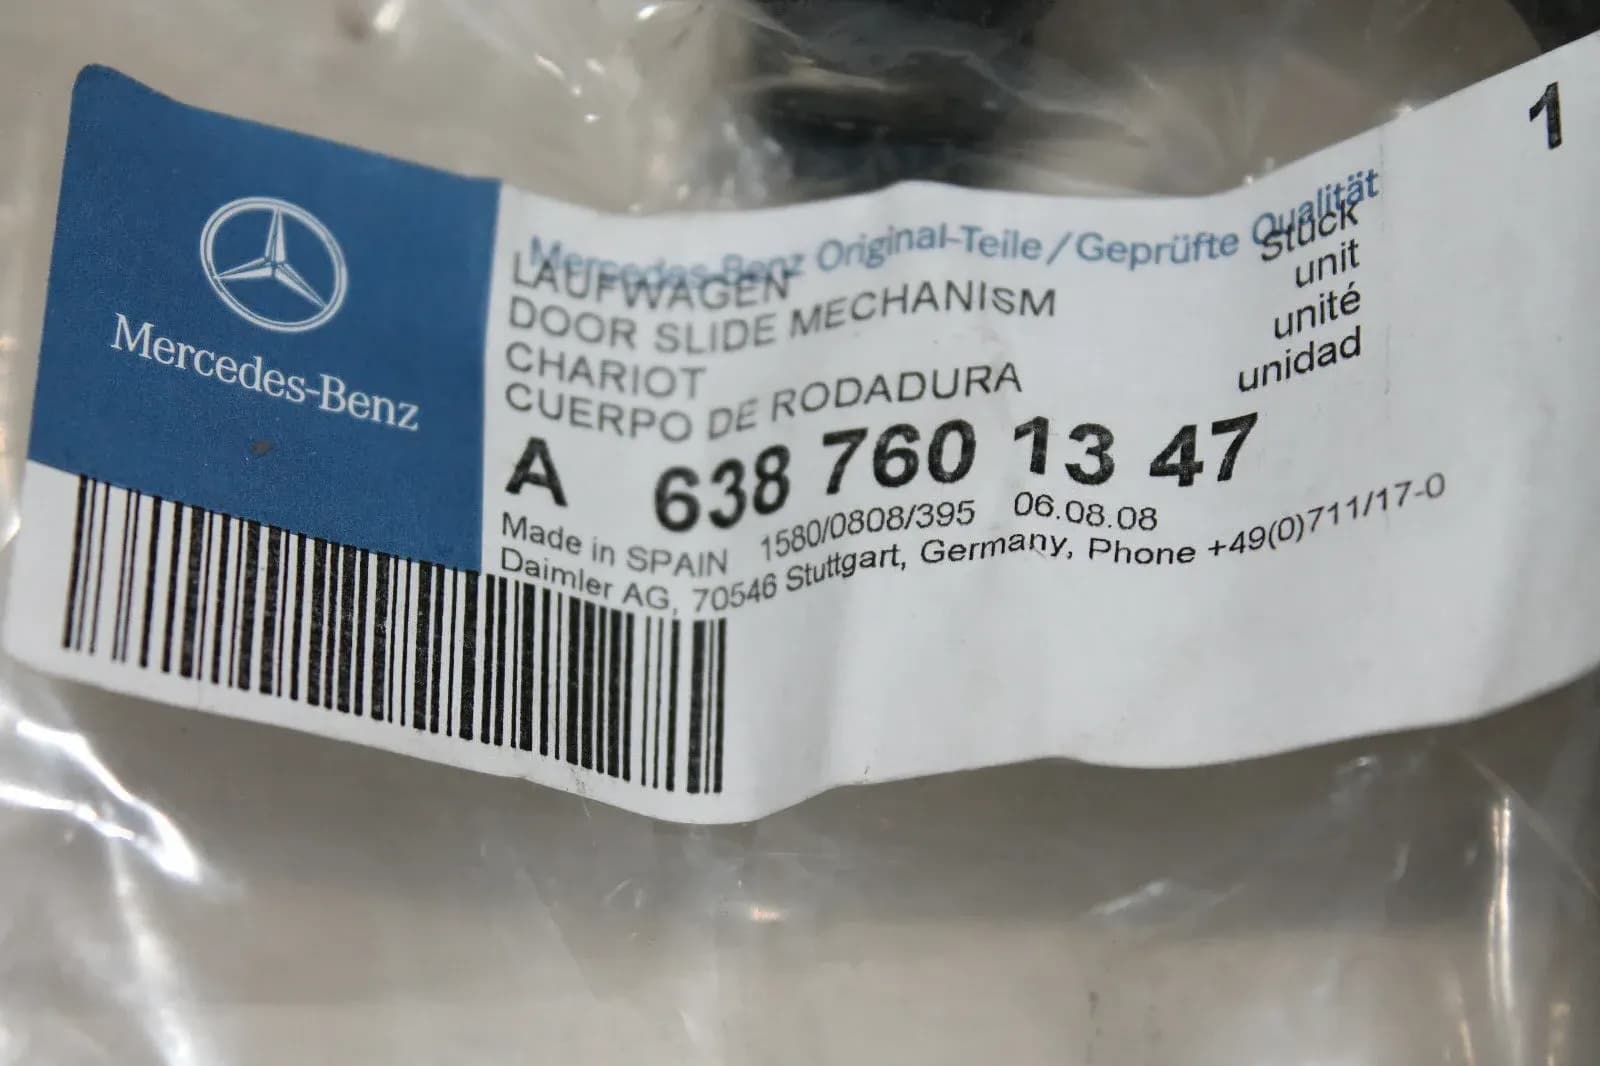 1
Mercedes-Benz Original-Teile/Geprüfte Qualität
LAUFWAGEN Stück
DOOR SLIDE MECHANISM unit
CHARIOT unité
CUERPO DE RODADURA unidad
Mercedes-Benz
A 638 760 13 47
Made in SPAIN 1580/0808/395 06.08.08
Daimler AG, 70546 Stuttgart, Germany, Phone +49(0)711/17-0